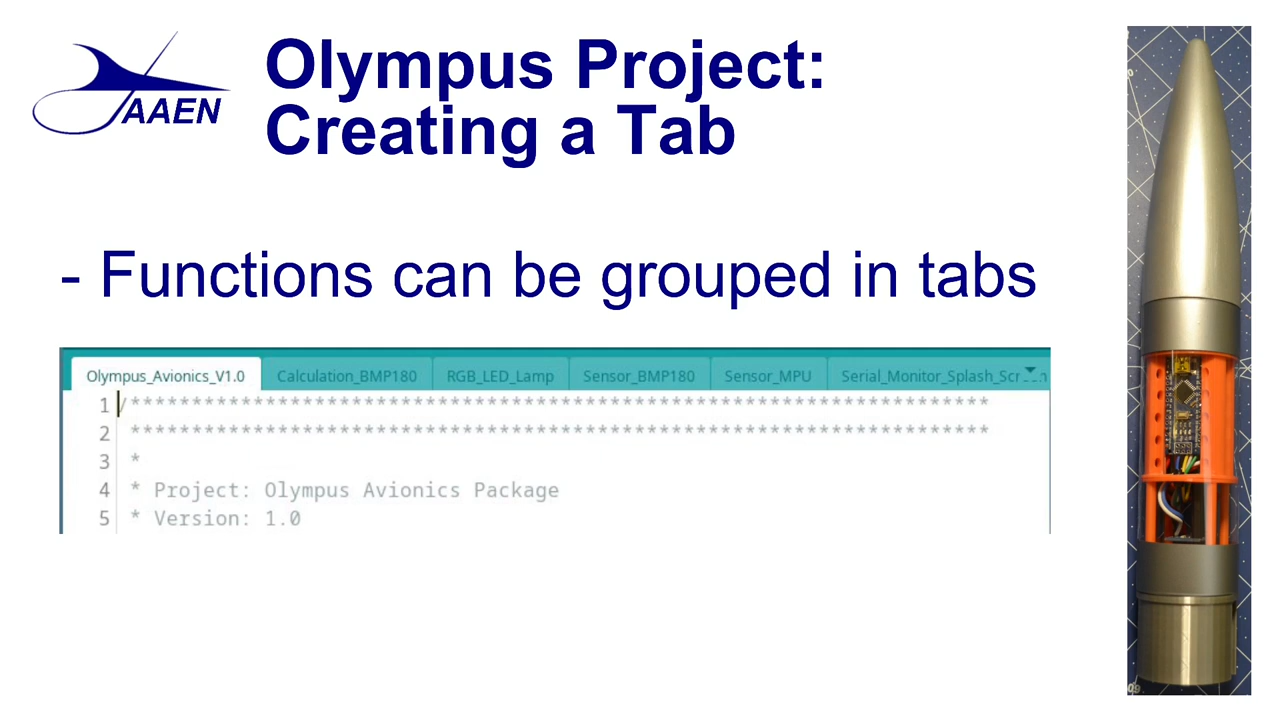 AAEN
Olympus Project:
Creating a Tab
- Functions can be grouped in tabs
Olympus_Avionics_V1.0 Calculation_BMP180 RGB_LED_Lamp Sensor_BMP180 Sensor_MPU Serial_Monitor_Splash_Screen
1 /**********************************************************************
2 **********************************************************************
3 *
4 * Project: Olympus Avionics Package
5 * Version: 1.0